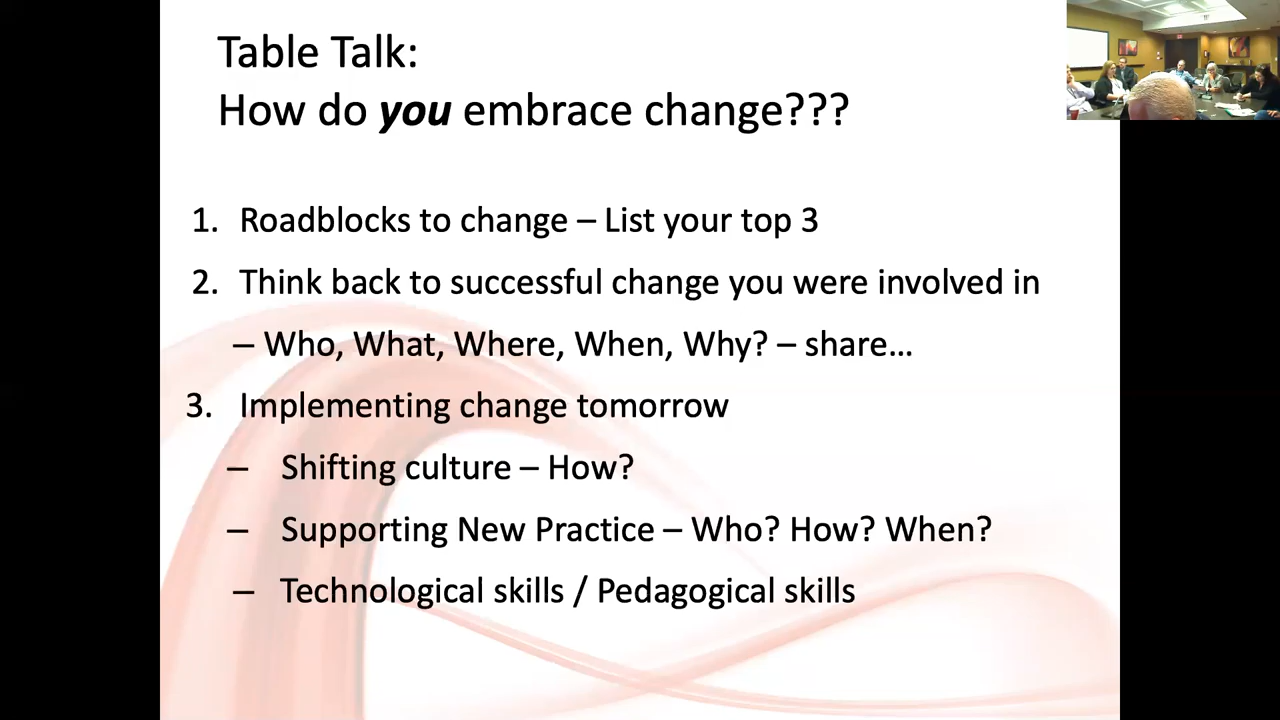 Table Talk:
How do you embrace change???
1. Roadblocks to change – List your top 3
2. Think back to successful change you were involved in
– Who, What, Where, When, Why? – share…
3. Implementing change tomorrow
– Shifting culture – How?
– Supporting New Practice – Who? How? When?
– Technological skills / Pedagogical skills